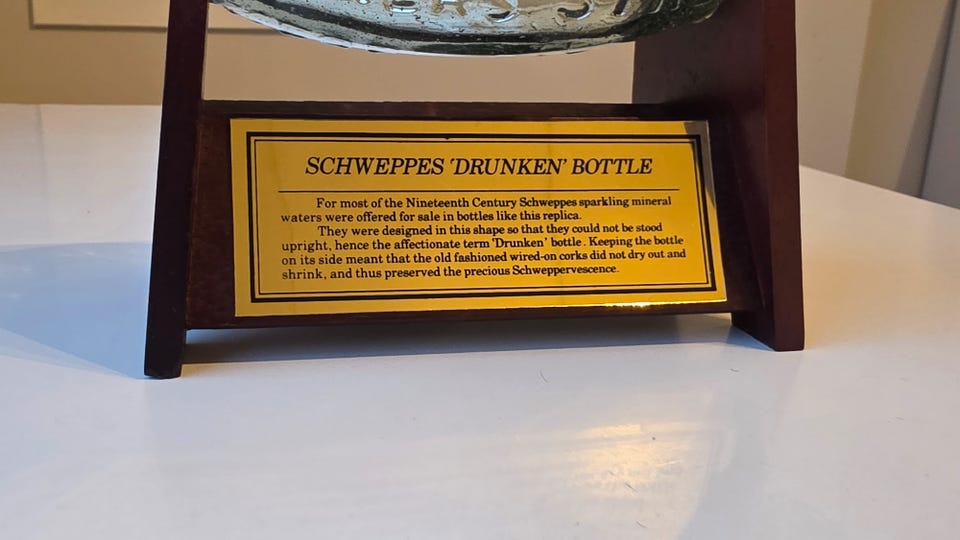 SCHWEPPES 'DRUNKEN' BOTTLE
For most of the Nineteenth Century Schweppes sparkling mineral
waters were offered for sale in bottles like this replica.
They were designed in this shape so that they could not be stood
upright, hence the affectionate term 'Drunken' bottle. Keeping the bottle
on its side meant that the old fashioned wired-on corks did not dry out and
shrink, and thus preserved the precious Schweppervescence.